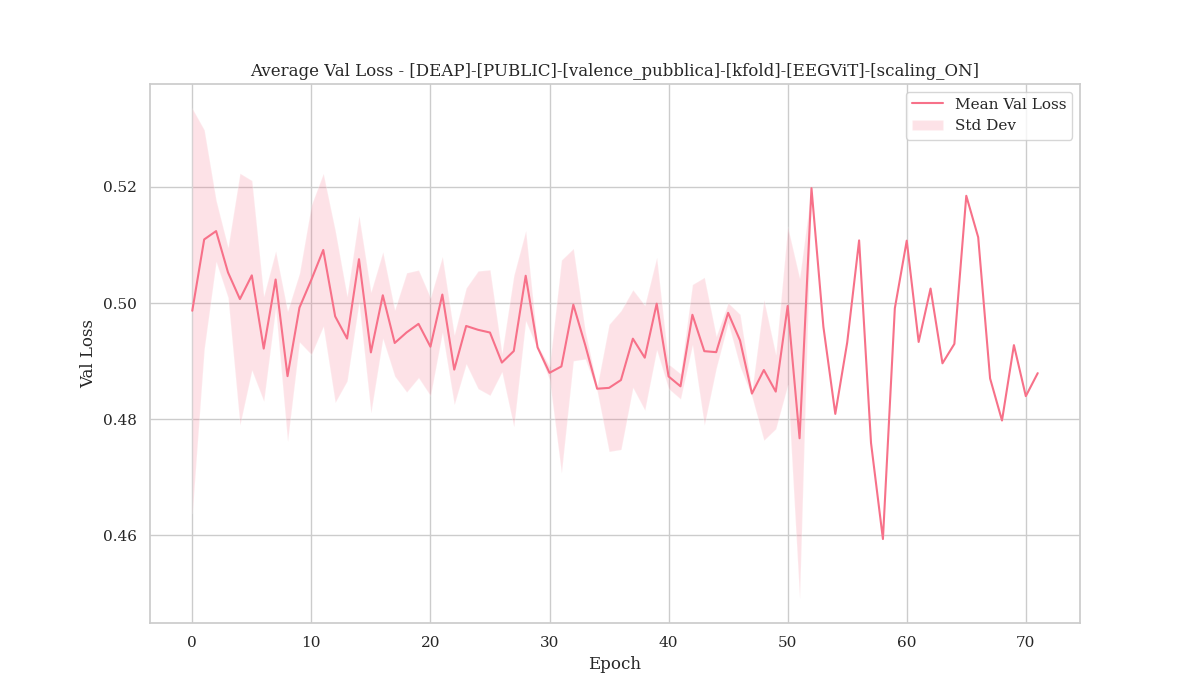 Average Val Loss - [DEAP]-[PUBLIC]-[valence_pubblica]-[kfold]-[EEGViT]-[scaling_ON]
Mean Val Loss
Std Dev
Val Loss
0.52
0.50
0.48
0.46
0 10 20 30 40 50 60 70
Epoch